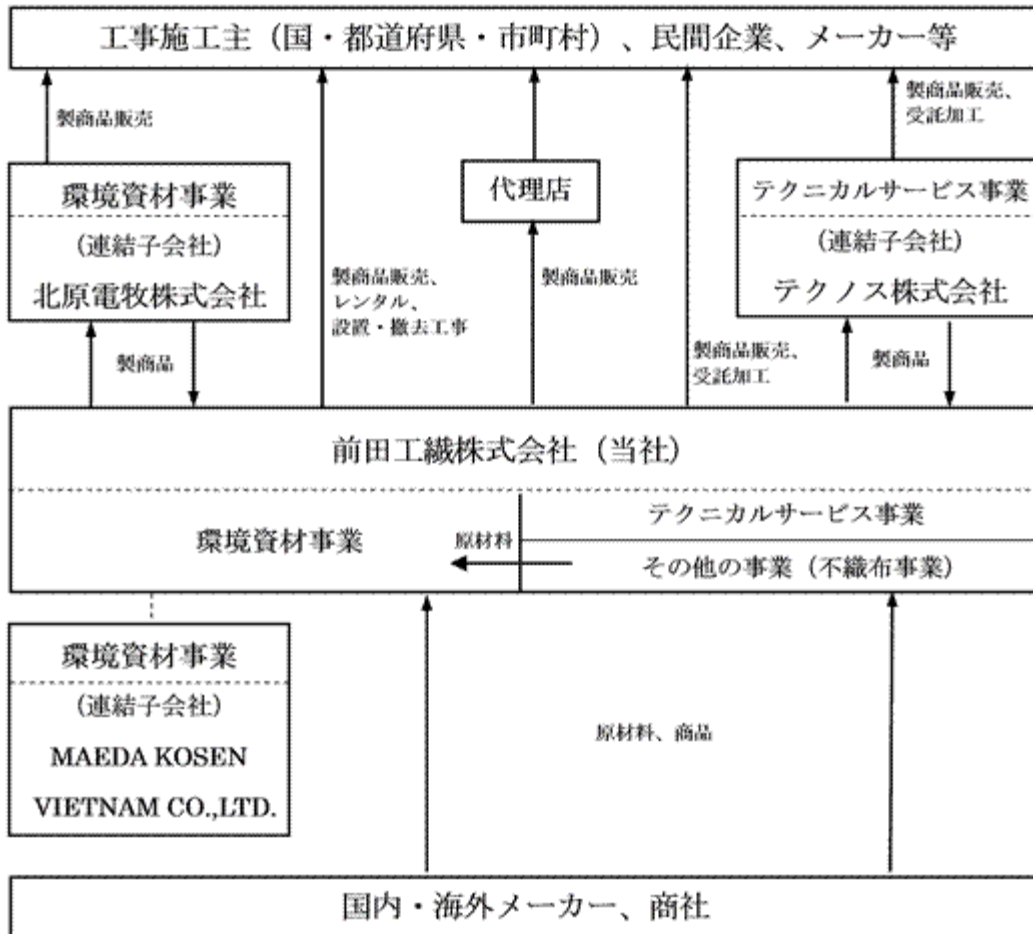 工事施工主（国・都道府県・市町村）、民間企業、メーカー等
製商品販売
製商品販売、
受託加工
環境資材事業
（連結子会社）
北原電牧株式会社
代理店
テクニカルサービス事業
（連結子会社）
テクノス株式会社
製商品
製商品販売、
レンタル、
設置・撤去工事
製商品販売
製商品販売、
受託加工
製商品
前田工繊株式会社（当社）
環境資材事業
原材料
テクニカルサービス事業
その他の事業（不織布事業）
環境資材事業
（連結子会社）
MAEDA KOSEN
VIETNAM CO.,LTD.
原材料、商品
国内・海外メーカー、商社